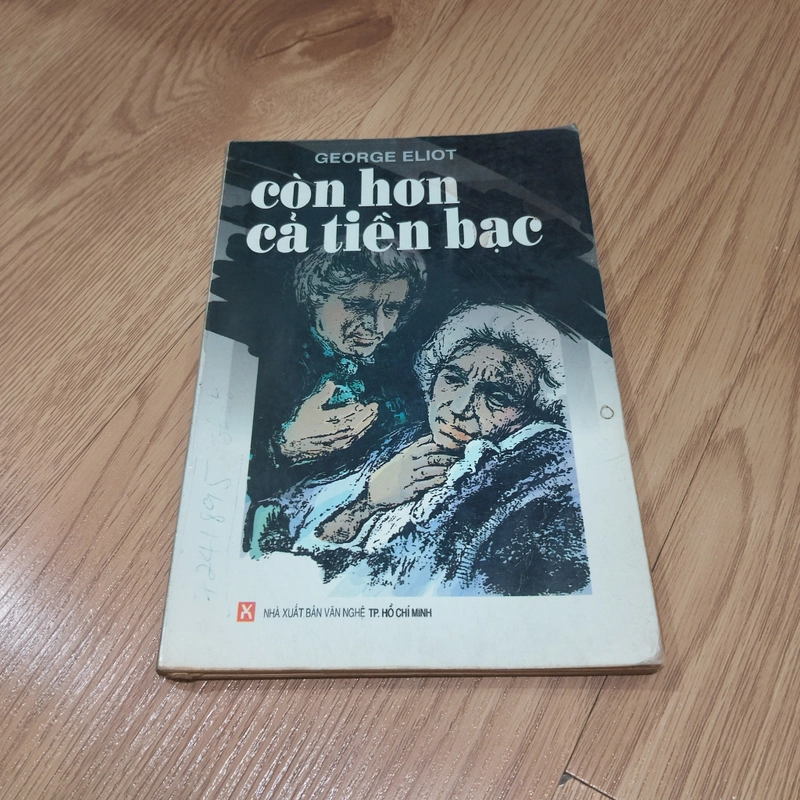 GEORGE ELIOT
còn hơn
cả tiền bạc
NHÀ XUẤT BẢN VĂN NGHỆ TP. HỒ CHÍ MINH